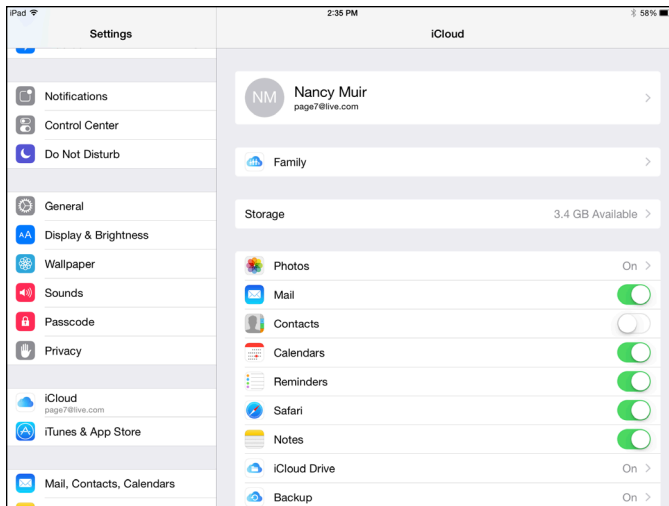 iPad
2:35 PM
58%
Settings
iCloud
Notifications
Control Center
Do Not Disturb
General
Display & Brightness
Wallpaper
Sounds
Passcode
Privacy
iCloud
page7@live.com
iTunes & App Store
Mail, Contacts, Calendars
NM
Nancy Muir
page7@live.com
Family
Storage
3.4 GB Available
Photos
On
Mail
Contacts
Calendars
Reminders
Safari
Notes
iCloud Drive
On
Backup
On